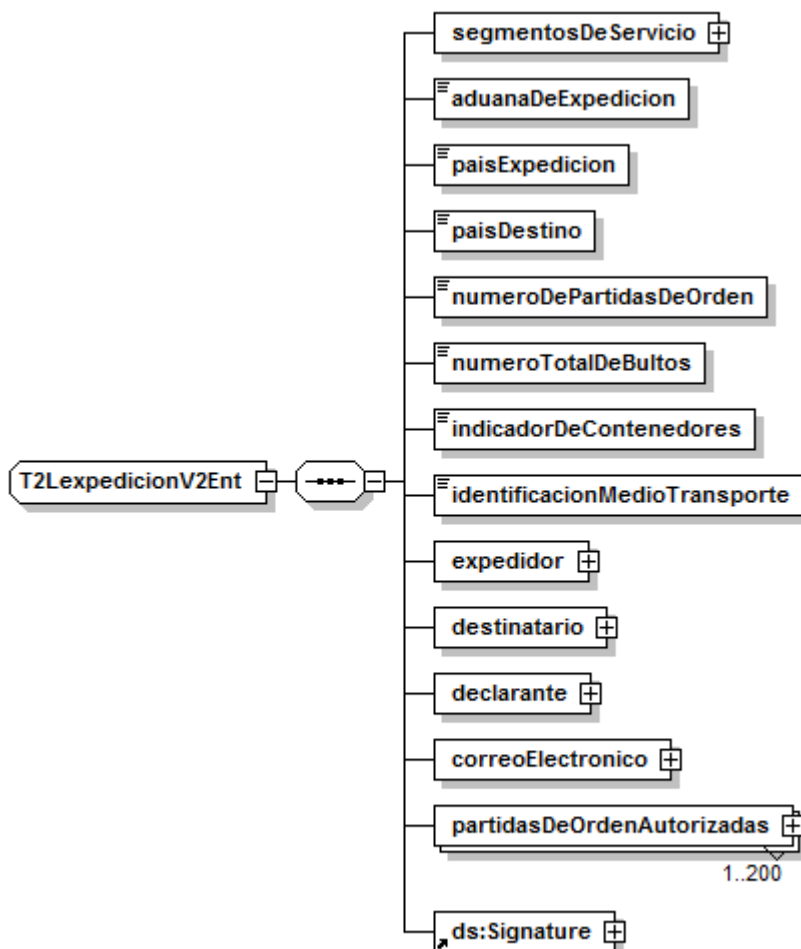 segmentosDeServicio
aduanaDeExpedicion
paisExpedicion
paisDestino
numeroDePartidasDeOrden
numeroTotalDeBultos
indicadorDeContenedores
T2LexpedicionV2Ent
identificacionMedioTransporte
expedidor
destinatario
declarante
correoElectronico
partidasDeOrdenAutorizadas
1..200
ds:Signature